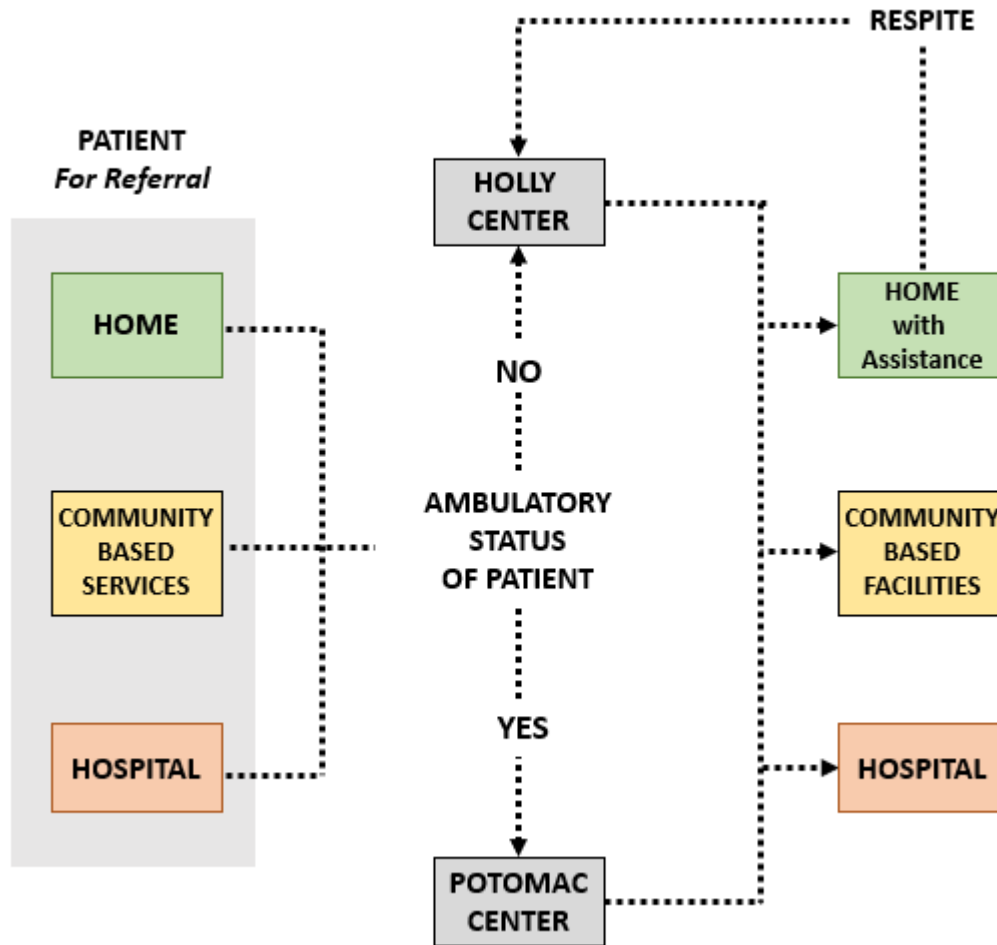 RESPITE
PATIENT
For Referral
HOLLY
CENTER
HOME
HOME
with
Assistance
NO
COMMUNITY
BASED
SERVICES
AMBULATORY
STATUS
OF PATIENT
COMMUNITY
BASED
FACILITIES
YES
HOSPITAL
HOSPITAL
POTOMAC
CENTER